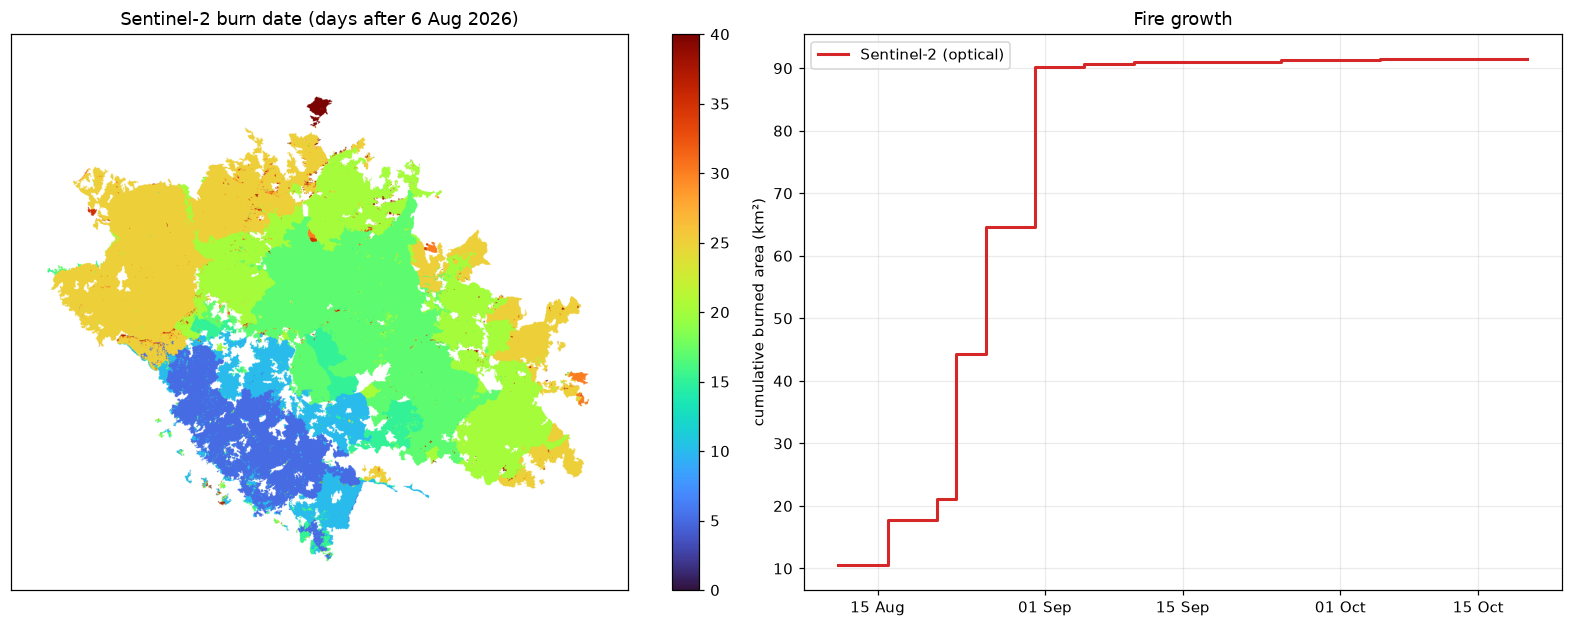 Sentinel-2 burn date (days after 6 Aug 2026)
40
35
30
25
20
15
10
5
0
Fire growth
Sentinel-2 (optical)
cumulative burned area (km²)
90
80
70
60
50
40
30
20
10
15 Aug
01 Sep
15 Sep
01 Oct
15 Oct